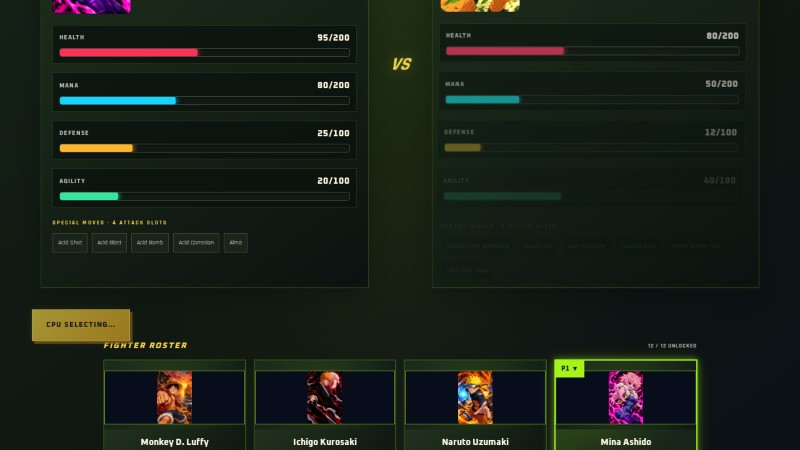 HEALTH 95/200
MANA 80/200
DEFENSE 25/100
AGILITY 20/100
SPECIAL MOVES · 4 ATTACK SLOTS
Acid Shot Acid Blast Acid Bomb Acid Corrosion Alma
VS
HEALTH 80/200
MANA 50/200
DEFENSE 12/100
AGILITY 40/100
CPU SELECTING...
FIGHTER ROSTER
12 / 12 UNLOCKED
P1 ▼
Monkey D. Luffy
Ichigo Kurosaki
Naruto Uzumaki
Mina Ashido